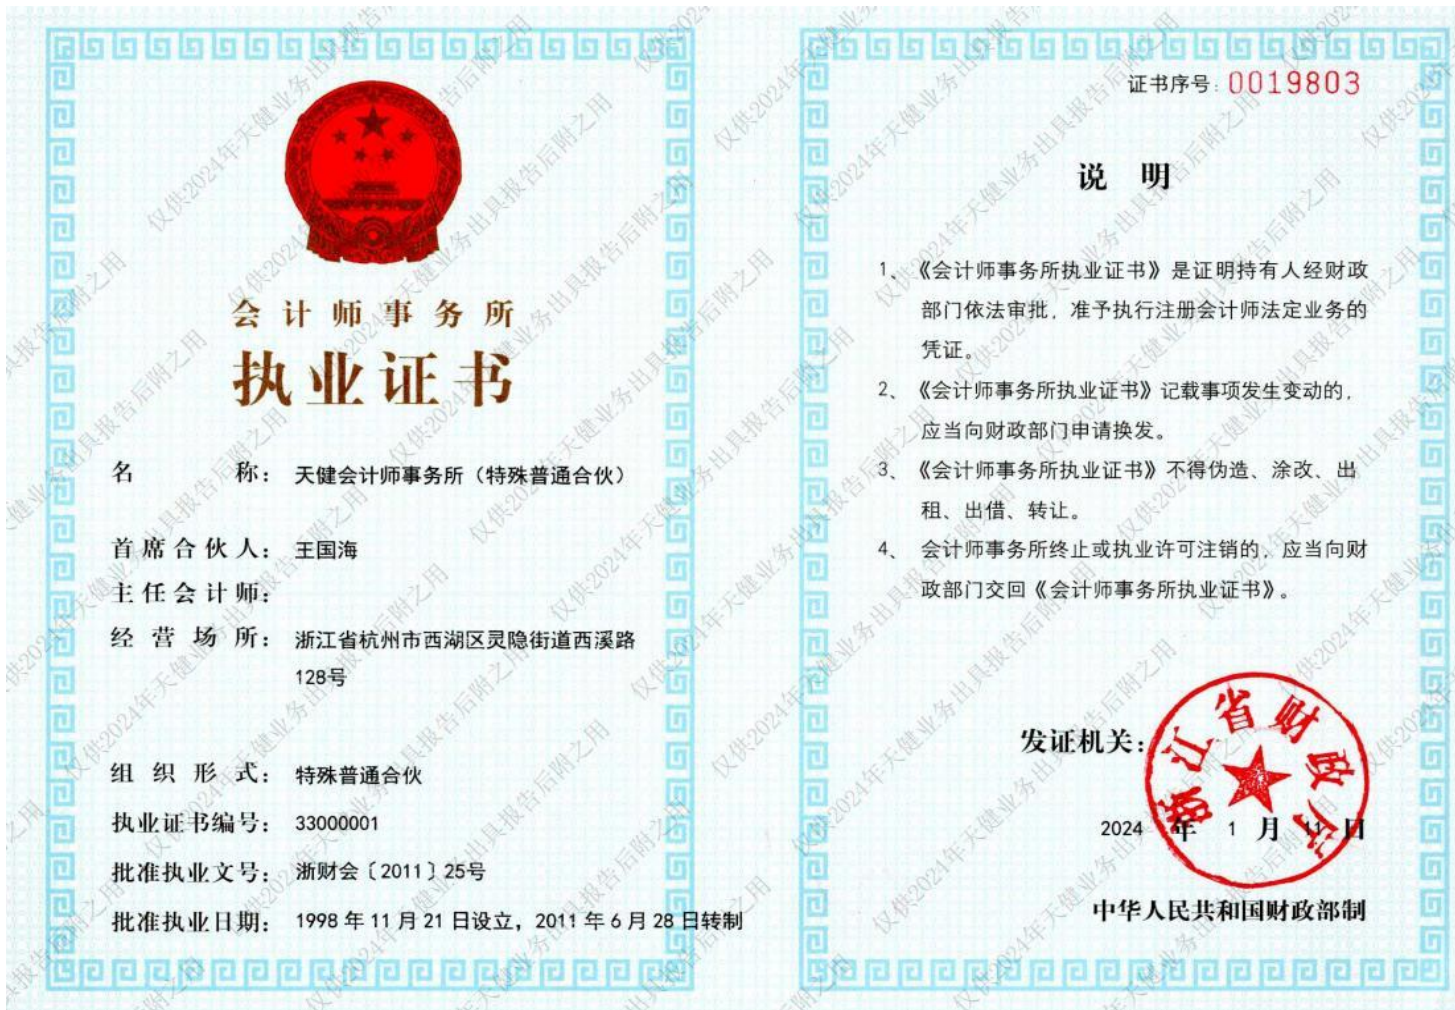 会计师事务所
执业证书
名称： 天健会计师事务所（特殊普通合伙）
首席合伙人： 王国海
主任会计师：
经营场所： 浙江省杭州市西湖区灵隐街道西溪路
128号
组织形式： 特殊普通合伙
执业证书编号： 33000001
批准执业文号： 浙财会〔2011〕25号
批准执业日期： 1998 年 11 月 21 日设立，2011 年 6 月 28 日转制
证书序号：0019803
说 明
1、《会计师事务所执业证书》是证明持有人经财政
部门依法审批，准予执行注册会计师法定业务的
凭证。
2、《会计师事务所执业证书》记载事项发生变动的，
应当向财政部门申请换发。
3、《会计师事务所执业证书》不得伪造、涂改、出
租、出借、转让。
4、 会计师事务所终止或执业许可注销的，应当向财
政部门交回《会计师事务所执业证书》。
发证机关：
浙江省财政厅
2024 年 1 月 11 日
中华人民共和国财政部制
仅供2024年天健业务出具报告后附之用